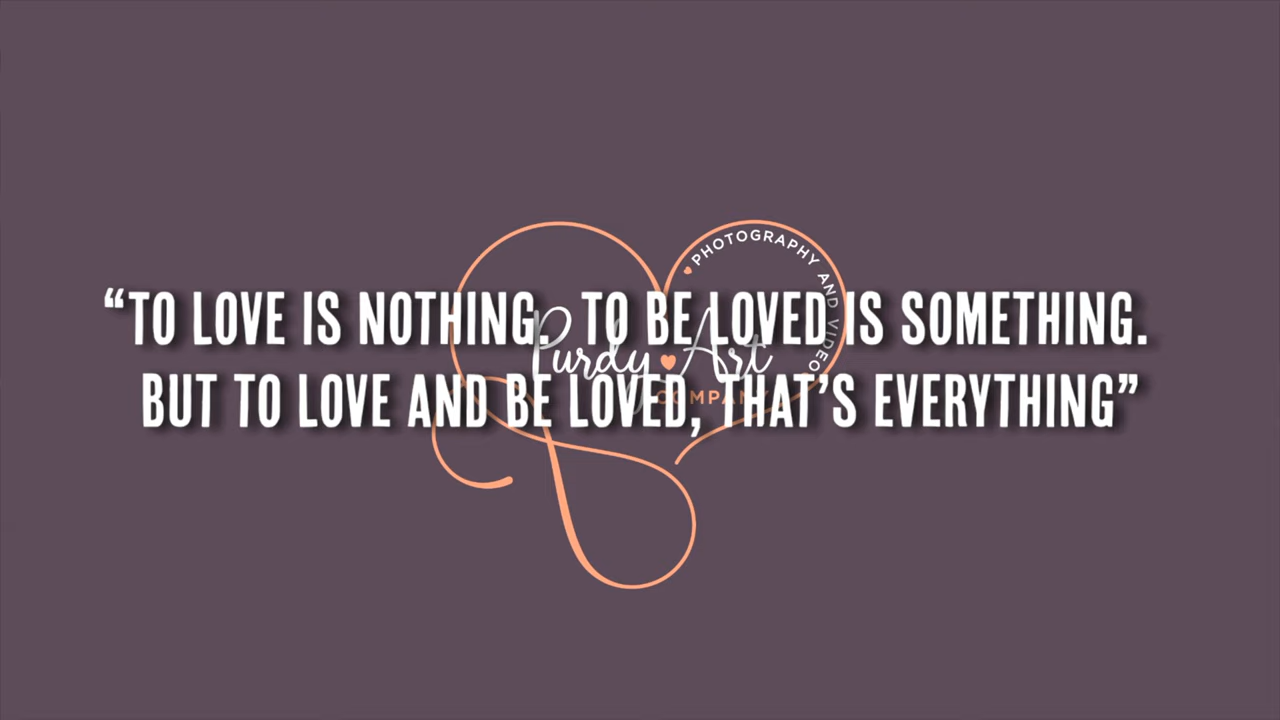 PHOTOGRAPHY AND VIDEO
“TO LOVE IS NOTHING. TO BE LOVED IS SOMETHING.
Purdy Art
COMPANY
BUT TO LOVE AND BE LOVED, THAT’S EVERYTHING”